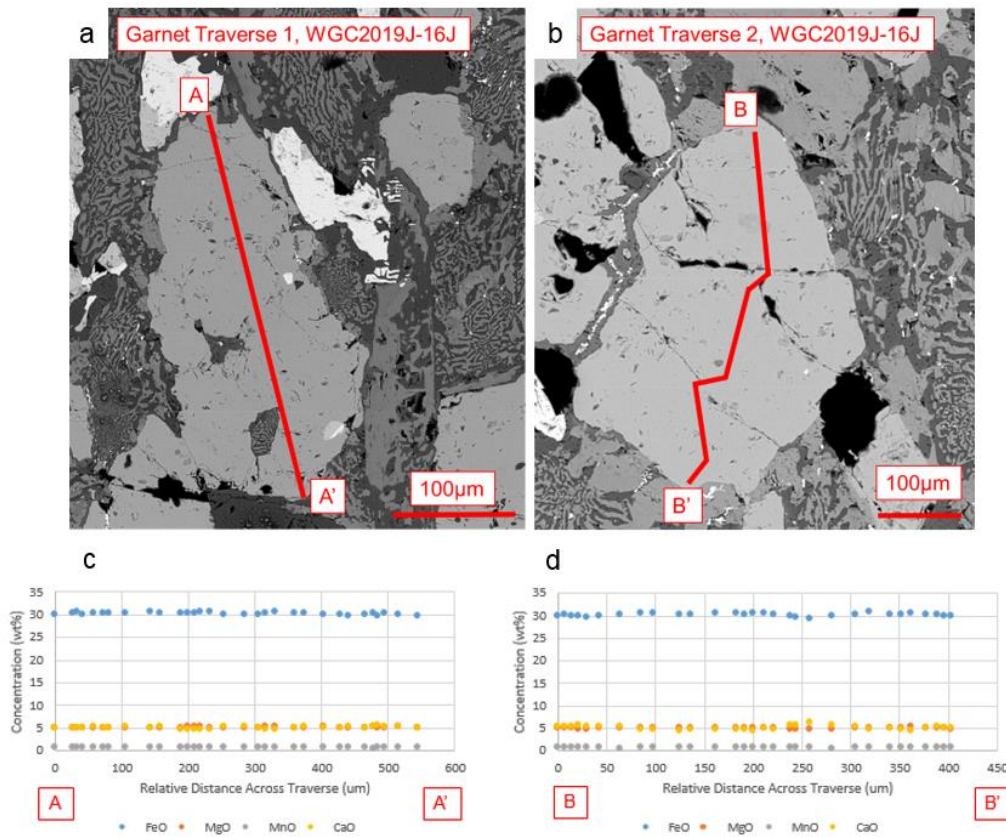 a
Garnet Traverse 1, WGC2019J-16J
A
A'
100µm
b
Garnet Traverse 2, WGC2019J-16J
B
B'
100µm
c
Concentration (wt%)
35
30
25
20
15
10
5
0
0 100 200 300 400 500 600
Relative Distance Across Traverse (um)
A
A'
FeO MgO MnO CaO
d
Concentration (wt%)
35
30
25
20
15
10
5
0
0 50 100 150 200 250 300 350 400 450
Relative Distance Across Traverse (um)
B
B'
FeO MgO MnO CaO